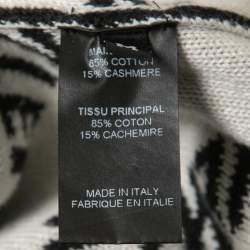 85% COTTON
15% CASHMERE
TISSU PRINCIPAL
85% COTON
15% CACHEMIRE
MADE IN ITALY
FABRIQUE EN ITALIE